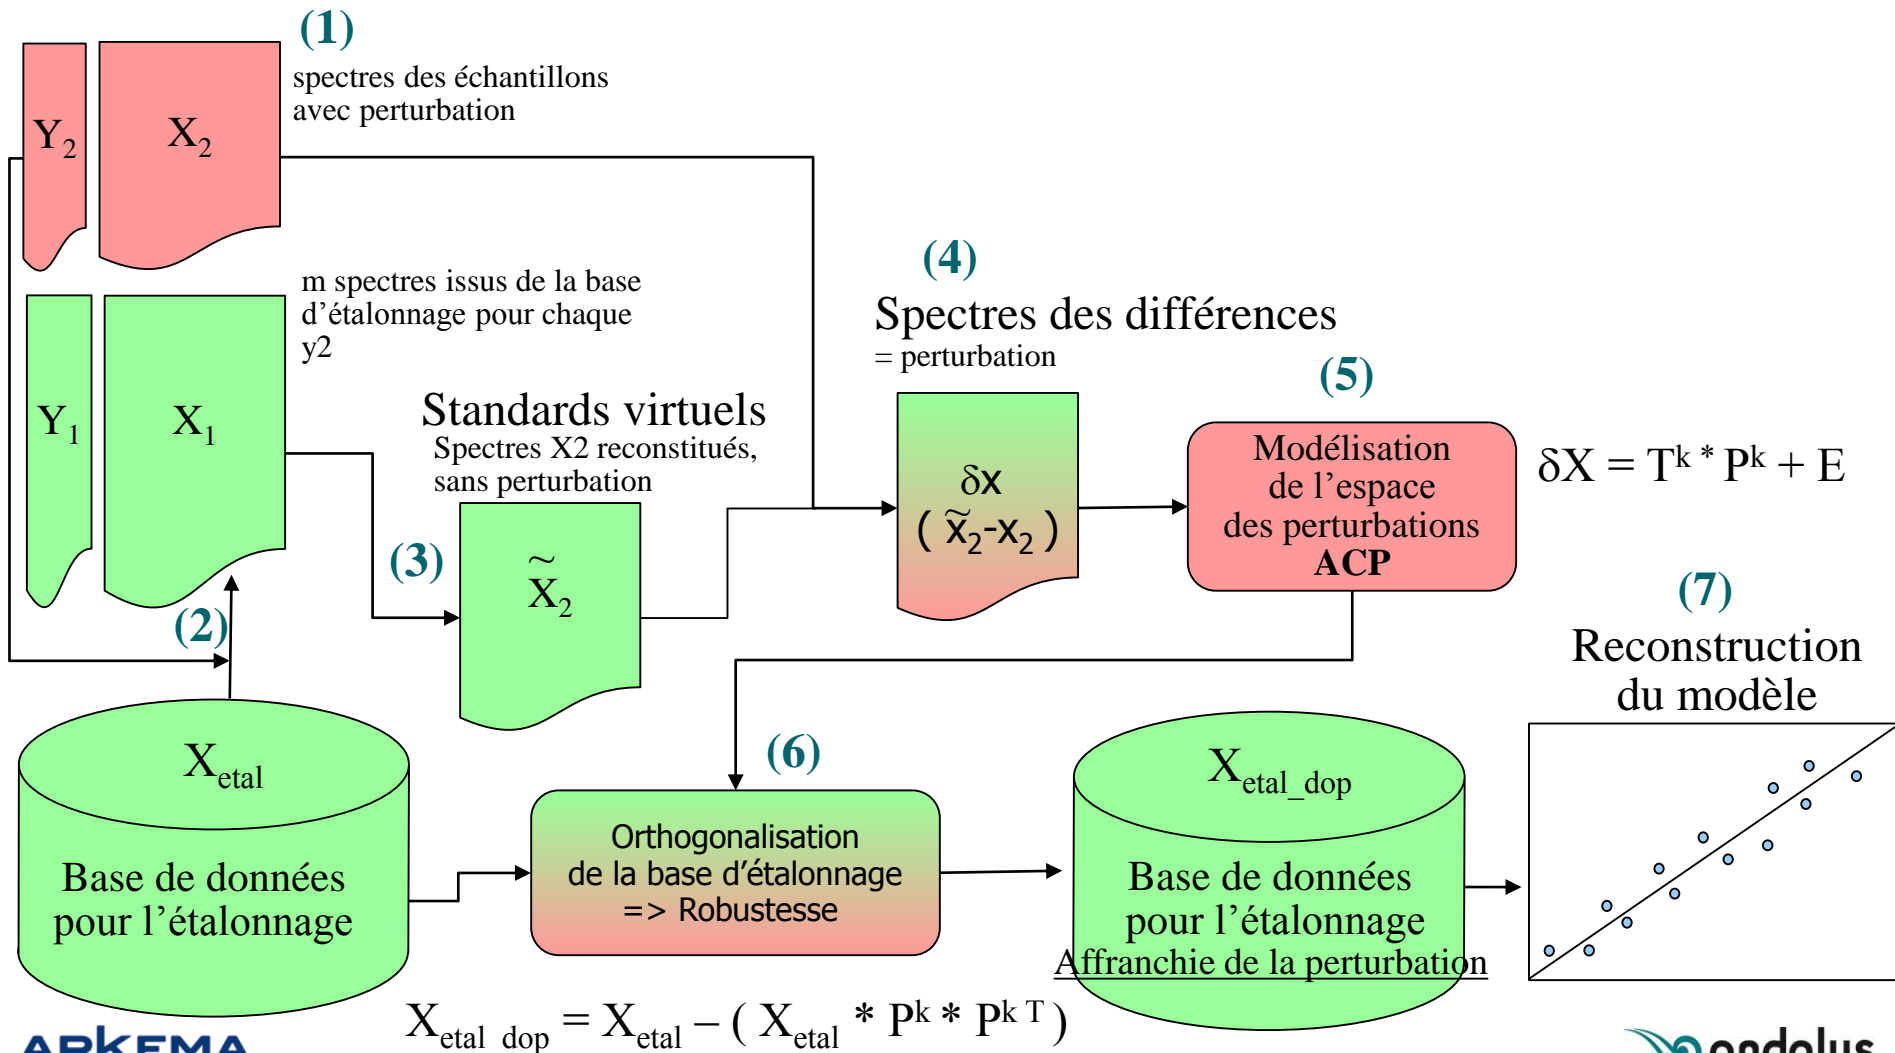 (1)
spectres des échantillons
avec perturbation
Y2
X2
m spectres issus de la base
d’étalonnage pour chaque
y2
Y1
X1
(2)
Standards virtuels
Spectres X2 reconstitués,
sans perturbation
(3)
~
X2
(4)
Spectres des différences
= perturbation
δx
( x̃2-x2 )
(5)
Modélisation
de l’espace
des perturbations
ACP
δX = Tk * Pk + E
Xetal
Base de données
pour l’étalonnage
(6)
Orthogonalisation
de la base d’étalonnage
=> Robustesse
Xetal_dop
Base de données
pour l’étalonnage
Affranchie de la perturbation
(7)
Reconstruction
du modèle
Xetal_dop = Xetal – ( Xetal * Pk * Pk T )
ARKEMA
ondalys